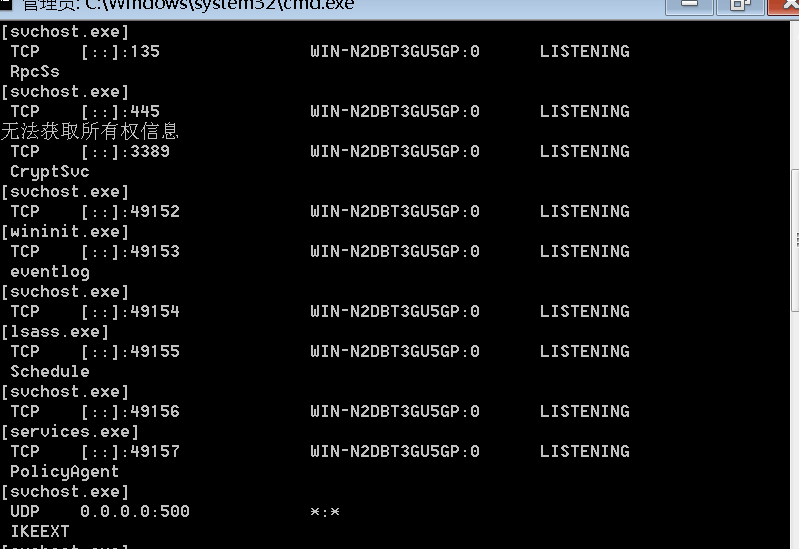 管理员: C:\Windows\system32\cmd.exe
[svchost.exe]
TCP [::]:135 WIN-N2DBT3GU5GP:0 LISTENING
RpcSs
[svchost.exe]
TCP [::]:445 WIN-N2DBT3GU5GP:0 LISTENING
无法获取所有权信息
TCP [::]:3389 WIN-N2DBT3GU5GP:0 LISTENING
CryptSvc
[svchost.exe]
TCP [::]:49152 WIN-N2DBT3GU5GP:0 LISTENING
[wininit.exe]
TCP [::]:49153 WIN-N2DBT3GU5GP:0 LISTENING
eventlog
[svchost.exe]
TCP [::]:49154 WIN-N2DBT3GU5GP:0 LISTENING
[lsass.exe]
TCP [::]:49155 WIN-N2DBT3GU5GP:0 LISTENING
Schedule
[svchost.exe]
TCP [::]:49156 WIN-N2DBT3GU5GP:0 LISTENING
[services.exe]
TCP [::]:49157 WIN-N2DBT3GU5GP:0 LISTENING
PolicyAgent
[svchost.exe]
UDP 0.0.0.0:500 *:*
IKEEXT
[svchost.exe]